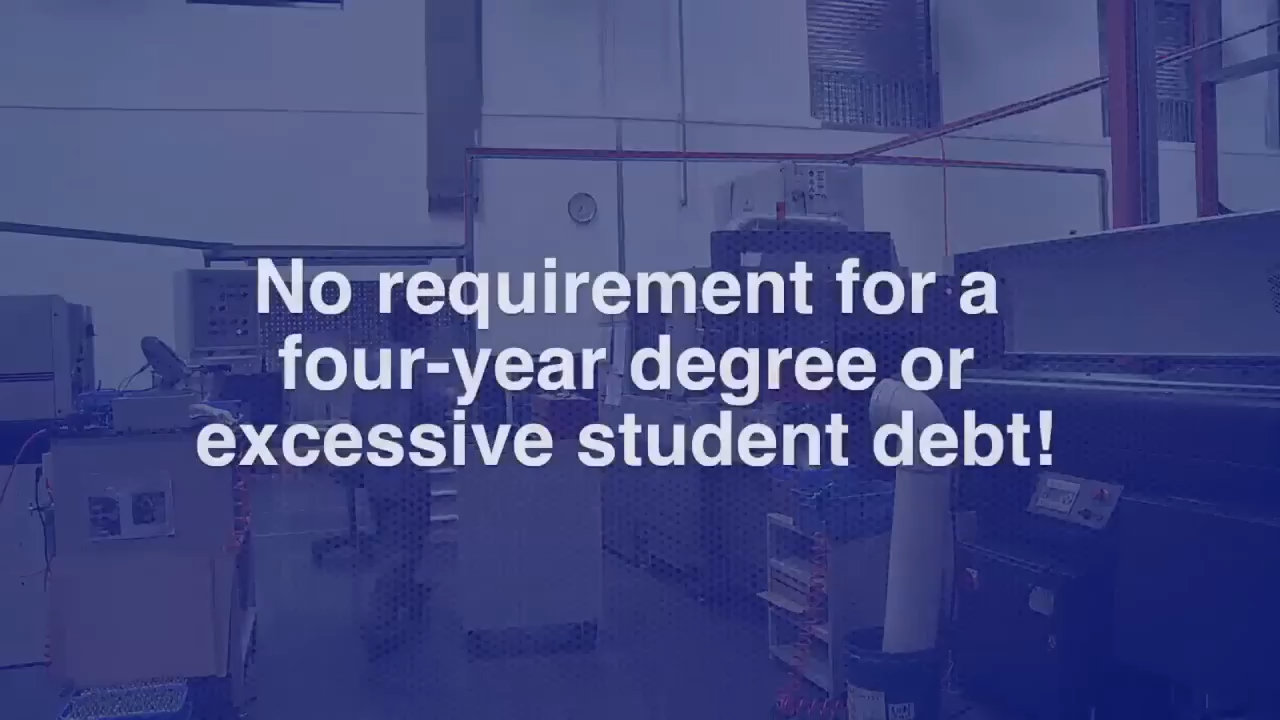 No requirement for a
four-year degree or
excessive student debt!